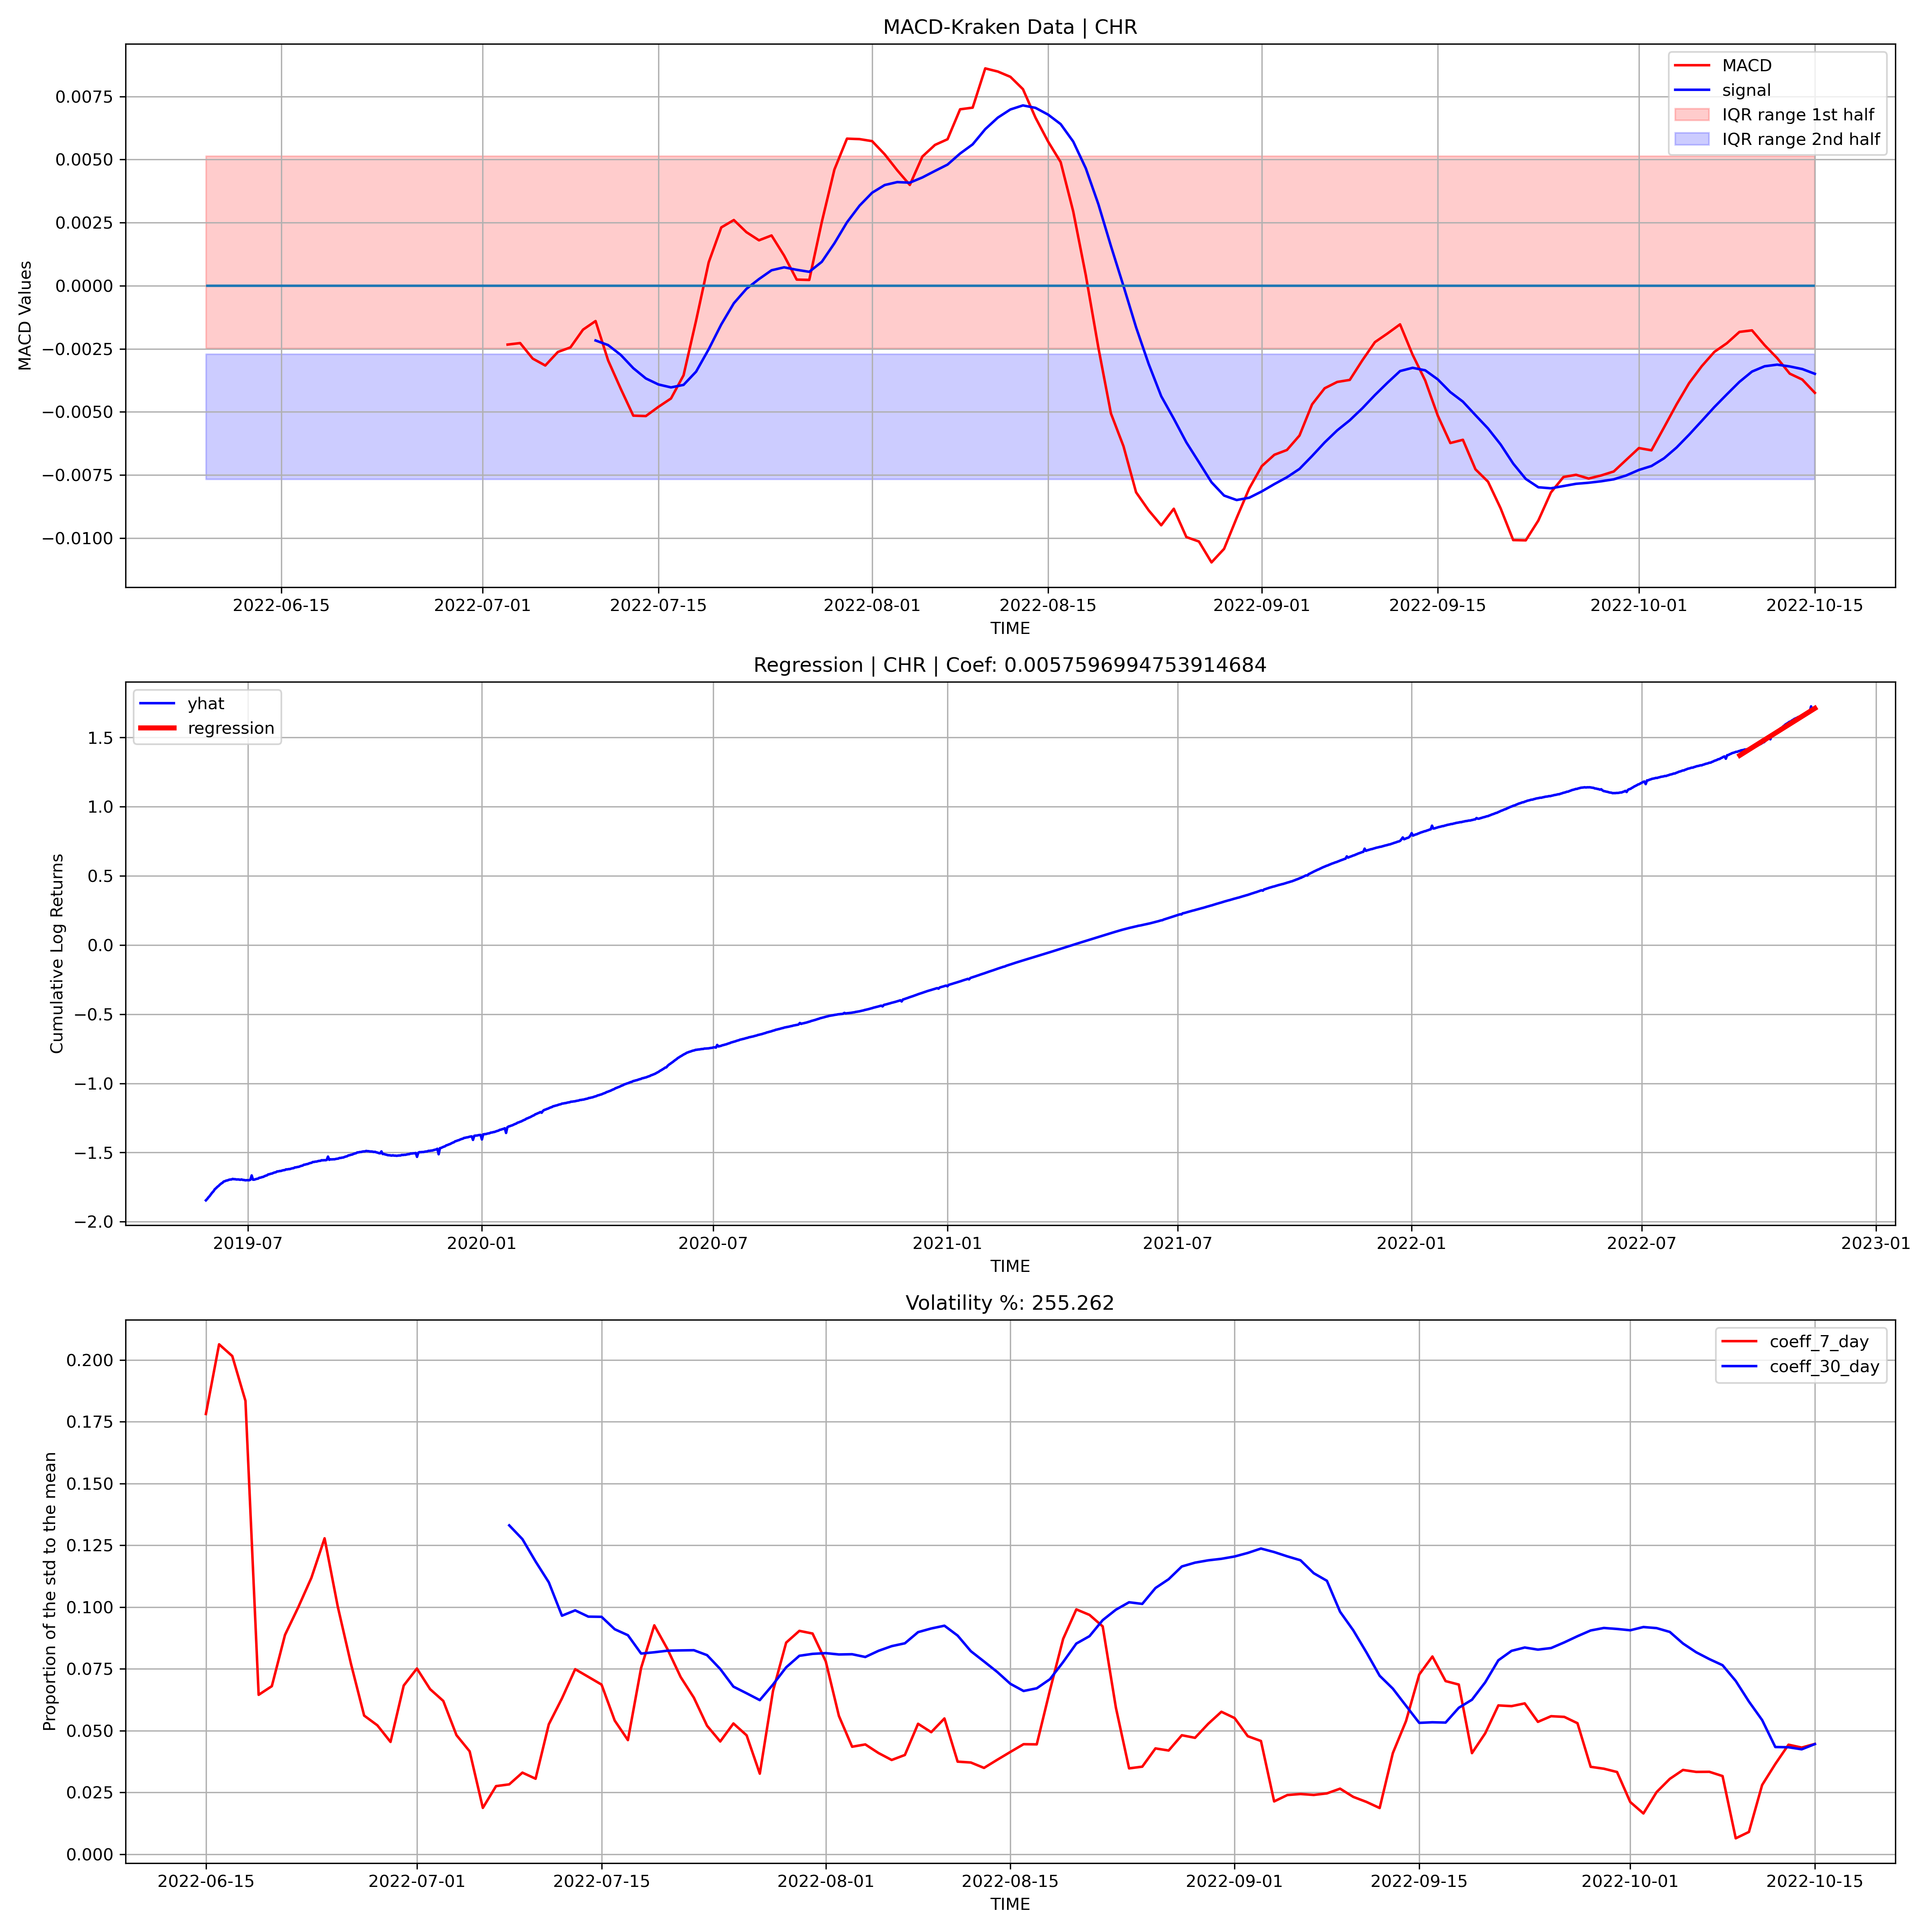 MACD-Kraken Data | CHR
MACD Values
0.0075
0.0050
0.0025
0.0000
−0.0025
−0.0050
−0.0075
−0.0100
MACD
signal
IQR range 1st half
IQR range 2nd half
2022-06-15 2022-07-01 2022-07-15 2022-08-01 2022-08-15 2022-09-01 2022-09-15 2022-10-01 2022-10-15
TIME
Regression | CHR | Coef: 0.0057596994753914684
Cumulative Log Returns
yhat
regression
1.5
1.0
0.5
0.0
−0.5
−1.0
−1.5
−2.0
2019-07 2020-01 2020-07 2021-01 2021-07 2022-01 2022-07 2023-01
TIME
Volatility %: 255.262
Proportion of the std to the mean
0.200
0.175
0.150
0.125
0.100
0.075
0.050
0.025
0.000
coeff_7_day
coeff_30_day
2022-06-15 2022-07-01 2022-07-15 2022-08-01 2022-08-15 2022-09-01 2022-09-15 2022-10-01 2022-10-15
TIME